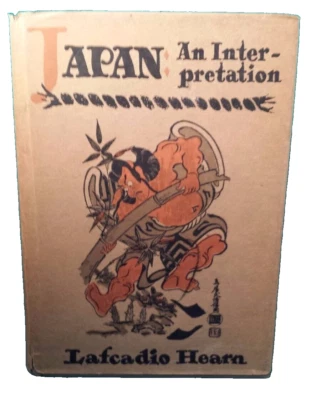 JAPAN: An Inter-
pretation
Lafcadio Hearn